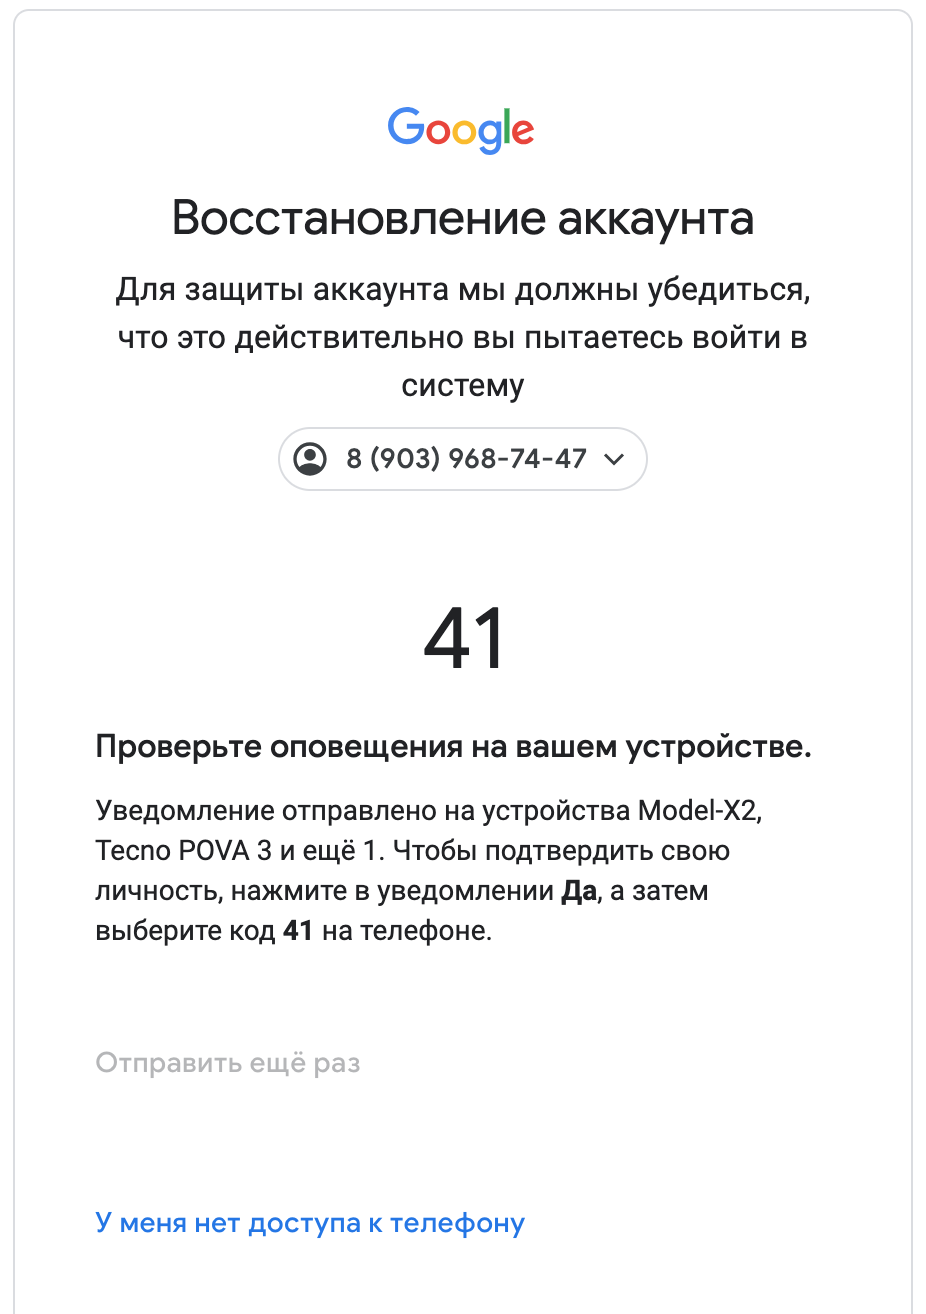 Google
Восстановление аккаунта
Для защиты аккаунта мы должны убедиться,
что это действительно вы пытаетесь войти в
систему
8 (903) 968-74-47
41
Проверьте оповещения на вашем устройстве.
Уведомление отправлено на устройства Model-X2,
Tecno POVA 3 и ещё 1. Чтобы подтвердить свою
личность, нажмите в уведомлении Да, а затем
выберите код 41 на телефоне.
Отправить ещё раз
У меня нет доступа к телефону